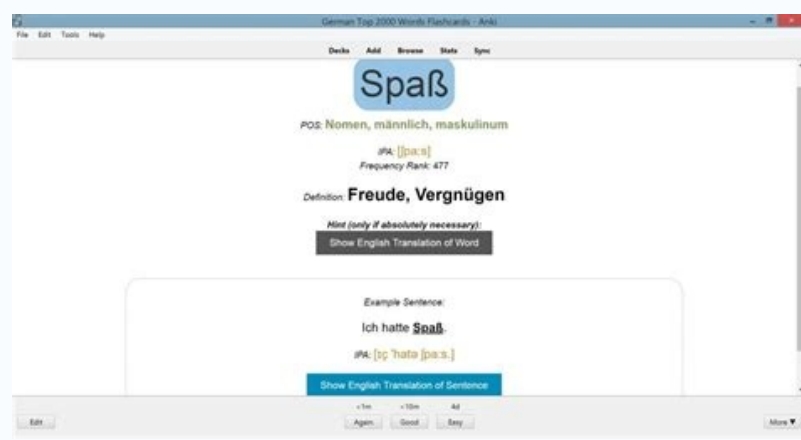 German Top 2000 Words Flashcards - Anki
File Edit Tools Help
Decks Add Browse Stats Sync
Spaß
POS: Nomen, männlich, maskulinum
IPA: [ʃpaːs]
Frequency Rank: 477
Definition: Freude, Vergnügen
Hint (only if absolutely necessary):
Show English Translation of Word
Example Sentence:
Ich hatte Spaß.
IPA: [ɪç ˈhatə ʃpaːs.]
Show English Translation of Sentence
<1m <10m 4d
Edit Again Good Easy More ▼